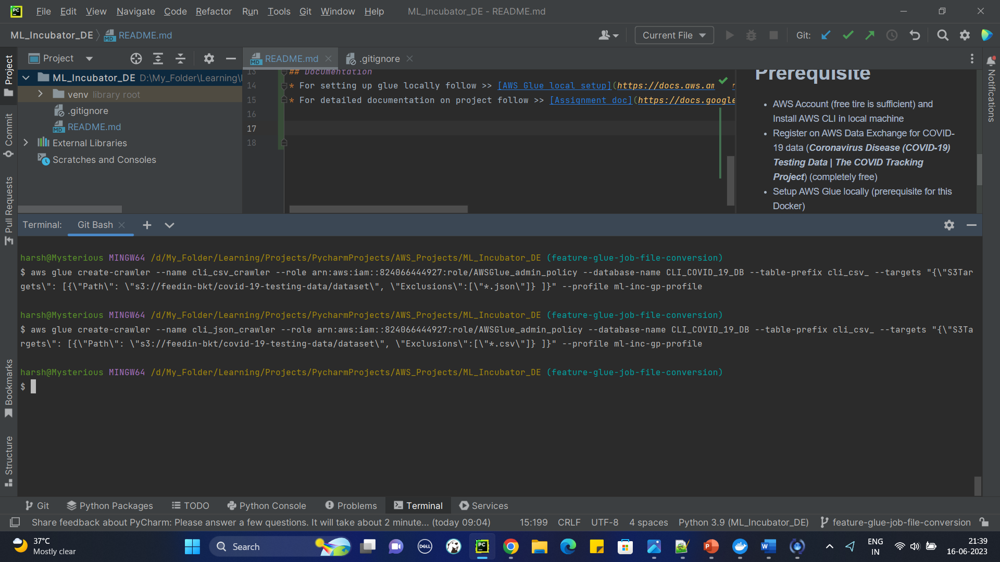 File Edit View Navigate Code Refactor Run Tools Git Window Help ML_Incubator_DE - README.md
ML_Incubator_DE README.md Current File Git:
Project
README.md
.gitignore
ML_Incubator_DE D:\My_Folder\Learning\
venv library root
.gitignore
README.md
External Libraries
Scratches and Consoles
13 ## Documentation
14 * For setting up glue locally follow >> [AWS Glue local setup](https://docs.aws.am
15 * For detailed documentation on project follow >> [Assignment doc](https://docs.google
16
17
18
Prerequisite
• AWS Account (free tire is sufficient) and
Install AWS CLI in local machine
• Register on AWS Data Exchange for COVID-
19 data (Coronavirus Disease (COVID-19)
Testing Data | The COVID Tracking
Project) (completely free)
• Setup AWS Glue locally (prerequisite for this
Docker)
Project
Commit
Pull Requests
Bookmarks
Structure
Notifications
Terminal: Git Bash
harsh@Mysterious MINGW64 /d/My_Folder/Learning/Projects/PycharmProjects/AWS_Projects/ML_Incubator_DE (feature-glue-job-file-conversion)
$ aws glue create-crawler --name cli_csv_crawler --role arn:aws:iam::824066444927:role/AWSGlue_admin_policy --database-name CLI_COVID_19_DB --table-prefix cli_csv_ --targets "{\"S3Tar
gets\": [{\"Path\": \"s3://feedin-bkt/covid-19-testing-data/dataset\", \"Exclusions\":[\"*.json\"]} ]}" --profile ml-inc-gp-profile
harsh@Mysterious MINGW64 /d/My_Folder/Learning/Projects/PycharmProjects/AWS_Projects/ML_Incubator_DE (feature-glue-job-file-conversion)
$ aws glue create-crawler --name cli_json_crawler --role arn:aws:iam::824066444927:role/AWSGlue_admin_policy --database-name CLI_COVID_19_DB --table-prefix cli_csv_ --targets "{\"S3Ta
rgets\": [{\"Path\": \"s3://feedin-bkt/covid-19-testing-data/dataset\", \"Exclusions\":[\"*.csv\"]} ]}" --profile ml-inc-gp-profile
harsh@Mysterious MINGW64 /d/My_Folder/Learning/Projects/PycharmProjects/AWS_Projects/ML_Incubator_DE (feature-glue-job-file-conversion)
$
Git Python Packages TODO Python Console Problems Terminal Services
Share feedback about PyCharm: Please answer a few questions. It will take about 2 minute... (today 09:04) 15:199 CRLF UTF-8 4 spaces Python 3.9 (ML_Incubator_DE) feature-glue-job-file-conversion
37°C
Mostly clear
Search
ENG
IN
21:39
16-06-2023